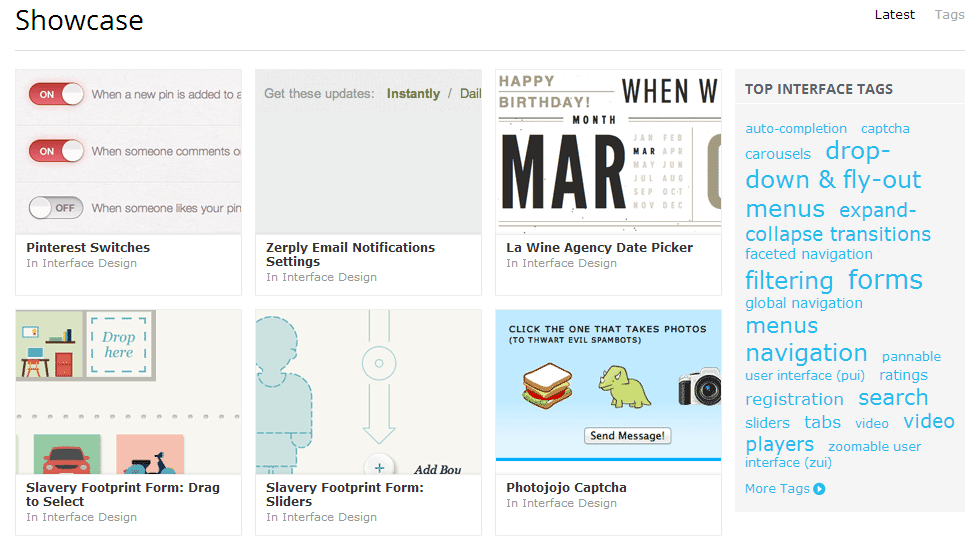 Showcase
Latest Tags
ON When a new pin is added to a
ON When someone comments o
OFF When someone likes your pin
Pinterest Switches
In Interface Design
Get these updates: Instantly / Dail
Zerply Email Notifications
Settings
In Interface Design
HAPPY
BIRTHDAY!
WHEN W
MONTH
MAR
JAN FEB
MAR APR
MAY JUN
JUL AUG
SEP OCT
NOV DEC
La Wine Agency Date Picker
In Interface Design
Drop
here
Slavery Footprint Form: Drag
to Select
In Interface Design
Add Boy
Slavery Footprint Form:
Sliders
In Interface Design
CLICK THE ONE THAT TAKES PHOTOS
(TO THWART EVIL SPAMBOTS)
Send Message!
Photojojo Captcha
In Interface Design
TOP INTERFACE TAGS
auto-completion captcha
carousels drop-
down & fly-out
menus expand-
collapse transitions
faceted navigation
filtering forms
global navigation
menus
navigation pannable
user interface (pui) ratings
registration search
sliders tabs video video
players zoomable user
interface (zui)
More Tags